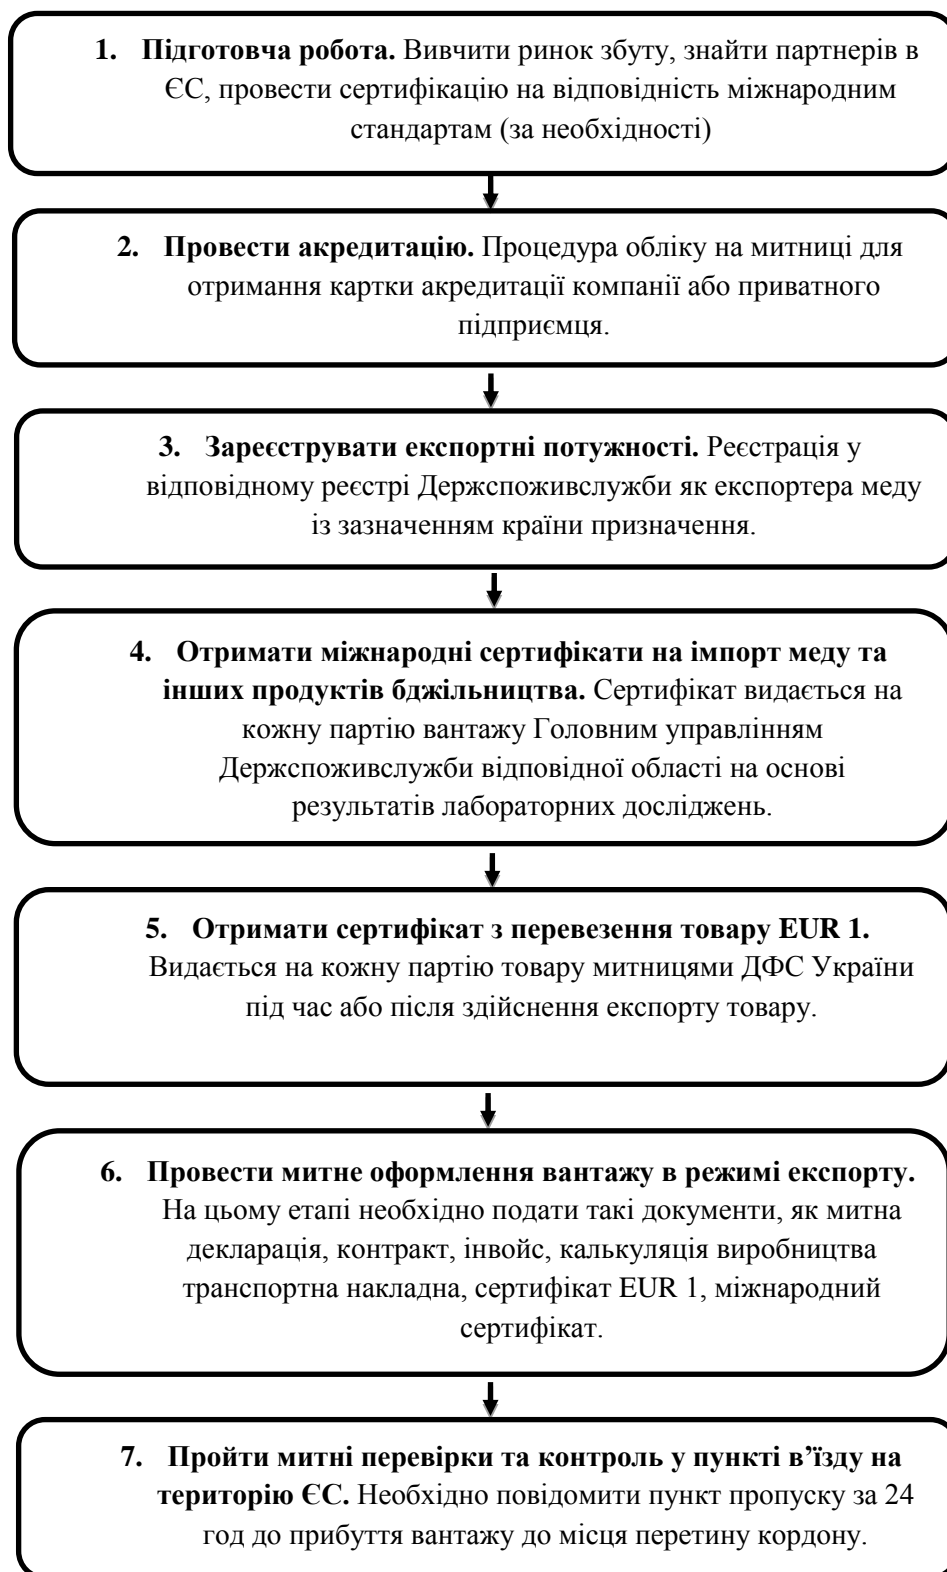 1. Підготовча робота. Вивчити ринок збуту, знайти партнерів в
ЄС, провести сертифікацію на відповідність міжнародним
стандартам (за необхідності)
2. Провести акредитацію. Процедура обліку на митниці для
отримання картки акредитації компанії або приватного
підприємця.
3. Зареєструвати експортні потужності. Реєстрація у
відповідному реєстрі Держспоживслужби як експортера меду
із зазначенням країни призначення.
4. Отримати міжнародні сертифікати на імпорт меду та
інших продуктів бджільництва. Сертифікат видається на
кожну партію вантажу Головним управлінням
Держспоживслужби відповідної області на основі
результатів лабораторних досліджень.
5. Отримати сертифікат з перевезення товару EUR 1.
Видається на кожну партію товару митницями ДФС України
під час або після здійснення експорту товару.
6. Провести митне оформлення вантажу в режимі експорту.
На цьому етапі необхідно подати такі документи, як митна
декларація, контракт, інвойс, калькуляція виробництва
транспортна накладна, сертифікат EUR 1, міжнародний
сертифікат.
7. Пройти митні перевірки та контроль у пункті в’їзду на
територію ЄС. Необхідно повідомити пункт пропуску за 24
год до прибуття вантажу до місця перетину кордону.